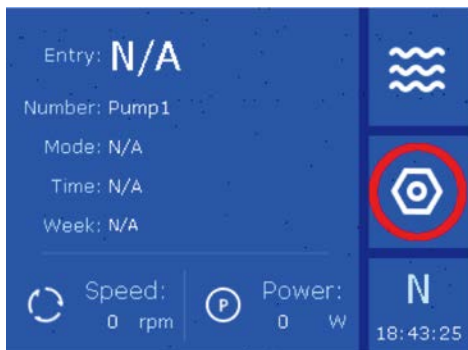 Entry: N/A
Number: Pump1
Mode: N/A
Time: N/A
Week: N/A
Speed:
0 rpm
P
Power:
0 W
N
18:43:25